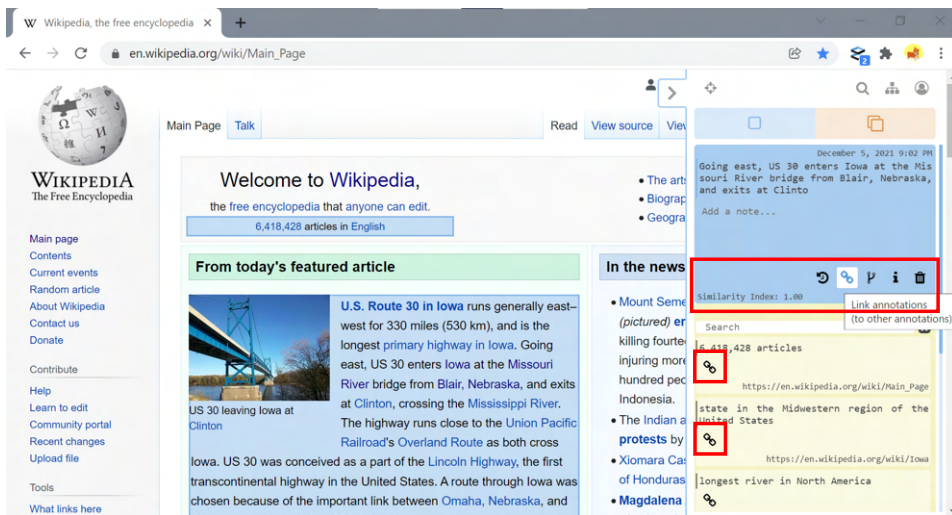 Wikipedia, the free encyclopedia
en.wikipedia.org/wiki/Main_Page
2
WIKIPEDIA
The Free Encyclopedia
Main page
Contents
Current events
Random article
About Wikipedia
Contact us
Donate
Contribute
Help
Learn to edit
Community portal
Recent changes
Upload file
Tools
What links here
Main Page Talk
Read View source View
Welcome to Wikipedia,
the free encyclopedia that anyone can edit.
6,418,428 articles in English
• The arts
• Biograp
• Geogra
From today's featured article
U.S. Route 30 in Iowa runs generally east–
west for 330 miles (530 km), and is the
longest primary highway in Iowa. Going
east, US 30 enters Iowa at the Missouri
River bridge from Blair, Nebraska, and exits
at Clinton, crossing the Mississippi River.
The highway runs close to the Union Pacific
Railroad's Overland Route as both cross
Iowa. US 30 was conceived as a part of the Lincoln Highway, the first
transcontinental highway in the United States. A route through Iowa was
chosen because of the important link between Omaha, Nebraska, and
US 30 leaving Iowa at
Clinton
In the news
• Mount Seme
(pictured) er
killing fourte
injuring more
hundred peo
Indonesia.
• The Indian a
protests by
• Xiomara Cas
of Honduras
• Magdalena
December 5, 2021 9:02 PM
Going east, US 30 enters Iowa at the Mis
souri River bridge from Blair, Nebraska,
and exits at Clinto
Add a note...
Similarity Index: 1.00
Link annotations
(to other annotations)
Search
6,418,428 articles
https://en.wikipedia.org/wiki/Main_Page
state in the Midwestern region of the
United States
https://en.wikipedia.org/wiki/Iowa
longest river in North America